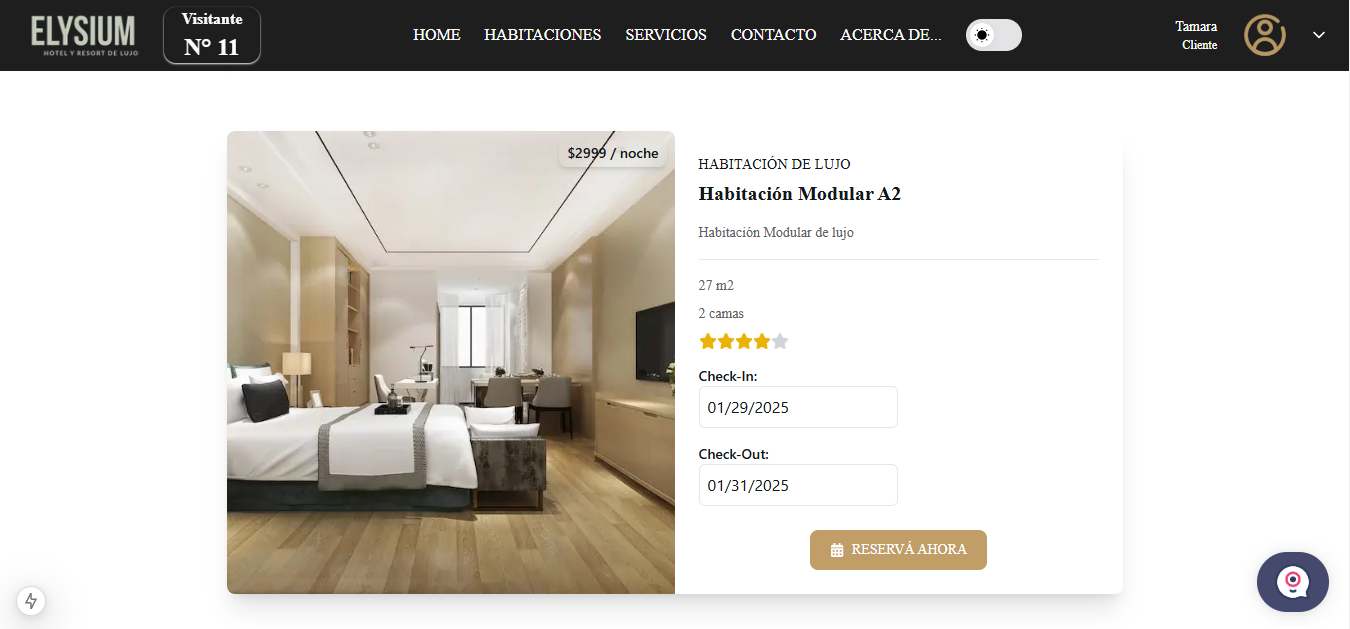 ELYSIUM
HOTEL Y RESORT DE LUJO
Visitante
N° 11
HOME HABITACIONES SERVICIOS CONTACTO ACERCA DE...
Tamara
Cliente
$2999 / noche
HABITACIÓN DE LUJO
Habitación Modular A2
Habitación Modular de lujo
27 m2
2 camas
Check-In:
01/29/2025
Check-Out:
01/31/2025
RESERVÁ AHORA